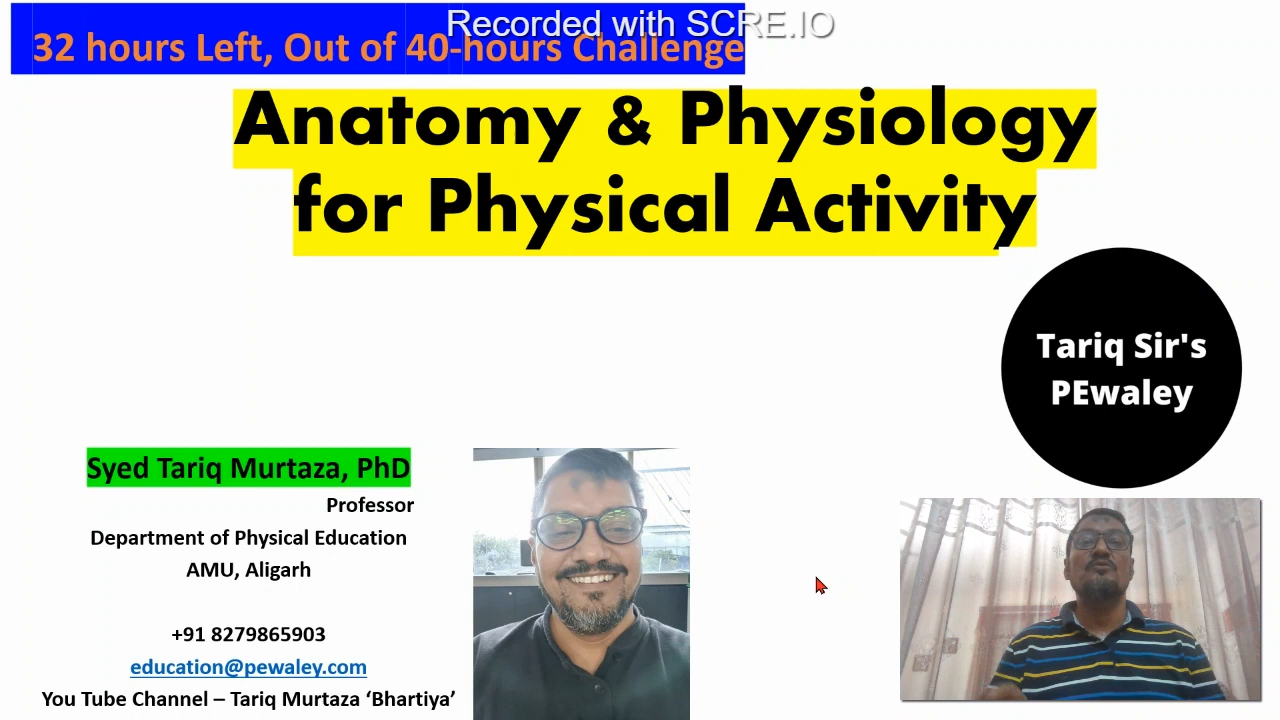 Recorded with SCRE.IO
32 hours Left, Out of 40-hours Challenge
Anatomy & Physiology
for Physical Activity
Tariq Sir's
PEwaley
Syed Tariq Murtaza, PhD
Professor
Department of Physical Education
AMU, Aligarh
+91 8279865903
education@pewaley.com
You Tube Channel – Tariq Murtaza ‘Bhartiya’